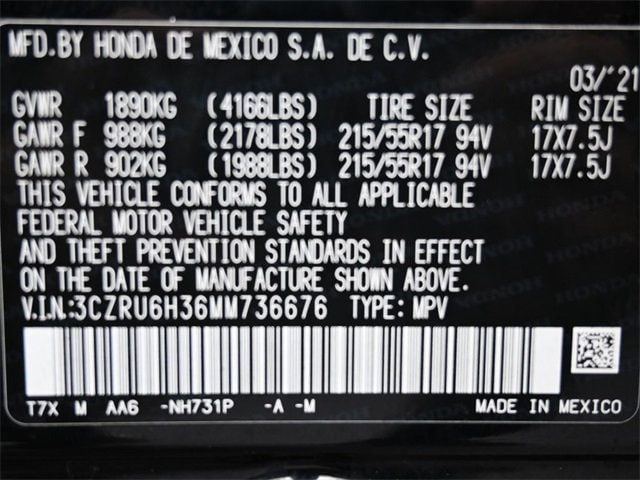 MFD.BY HONDA DE MEXICO S.A. DE C.V.
03/'21
GVWR 1890KG (4166LBS) TIRE SIZE RIM SIZE
GAWR F 988KG (2178LBS) 215/55R17 94V 17X7.5J
GAWR R 902KG (1988LBS) 215/55R17 94V 17X7.5J
THIS VEHICLE CONFORMS TO ALL APPLICABLE
FEDERAL MOTOR VEHICLE SAFETY
AND THEFT PREVENTION STANDARDS IN EFFECT
ON THE DATE OF MANUFACTURE SHOWN ABOVE.
V.I.N.:3CZRU6H36MM736676 TYPE: MPV
T7X M AA6 -NH731P -A -M MADE IN MEXICO